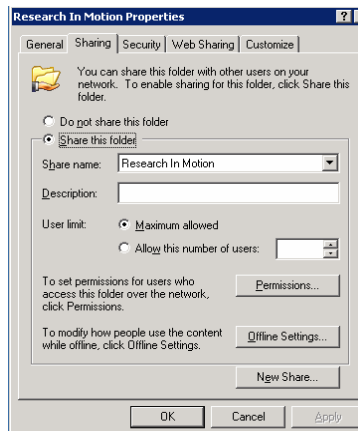 Research In Motion Properties ?
General Sharing Security Web Sharing Customize
You can share this folder with other users on your
network. To enable sharing for this folder, click Share this
folder.
Do not share this folder
Share this folder
Share name: Research In Motion
Description:
User limit: Maximum allowed
Allow this number of users:
To set permissions for users who
access this folder over the network,
click Permissions.
Permissions...
To modify how people use the content
while offline, click Offline Settings.
Offline Settings...
New Share...
OK Cancel Apply